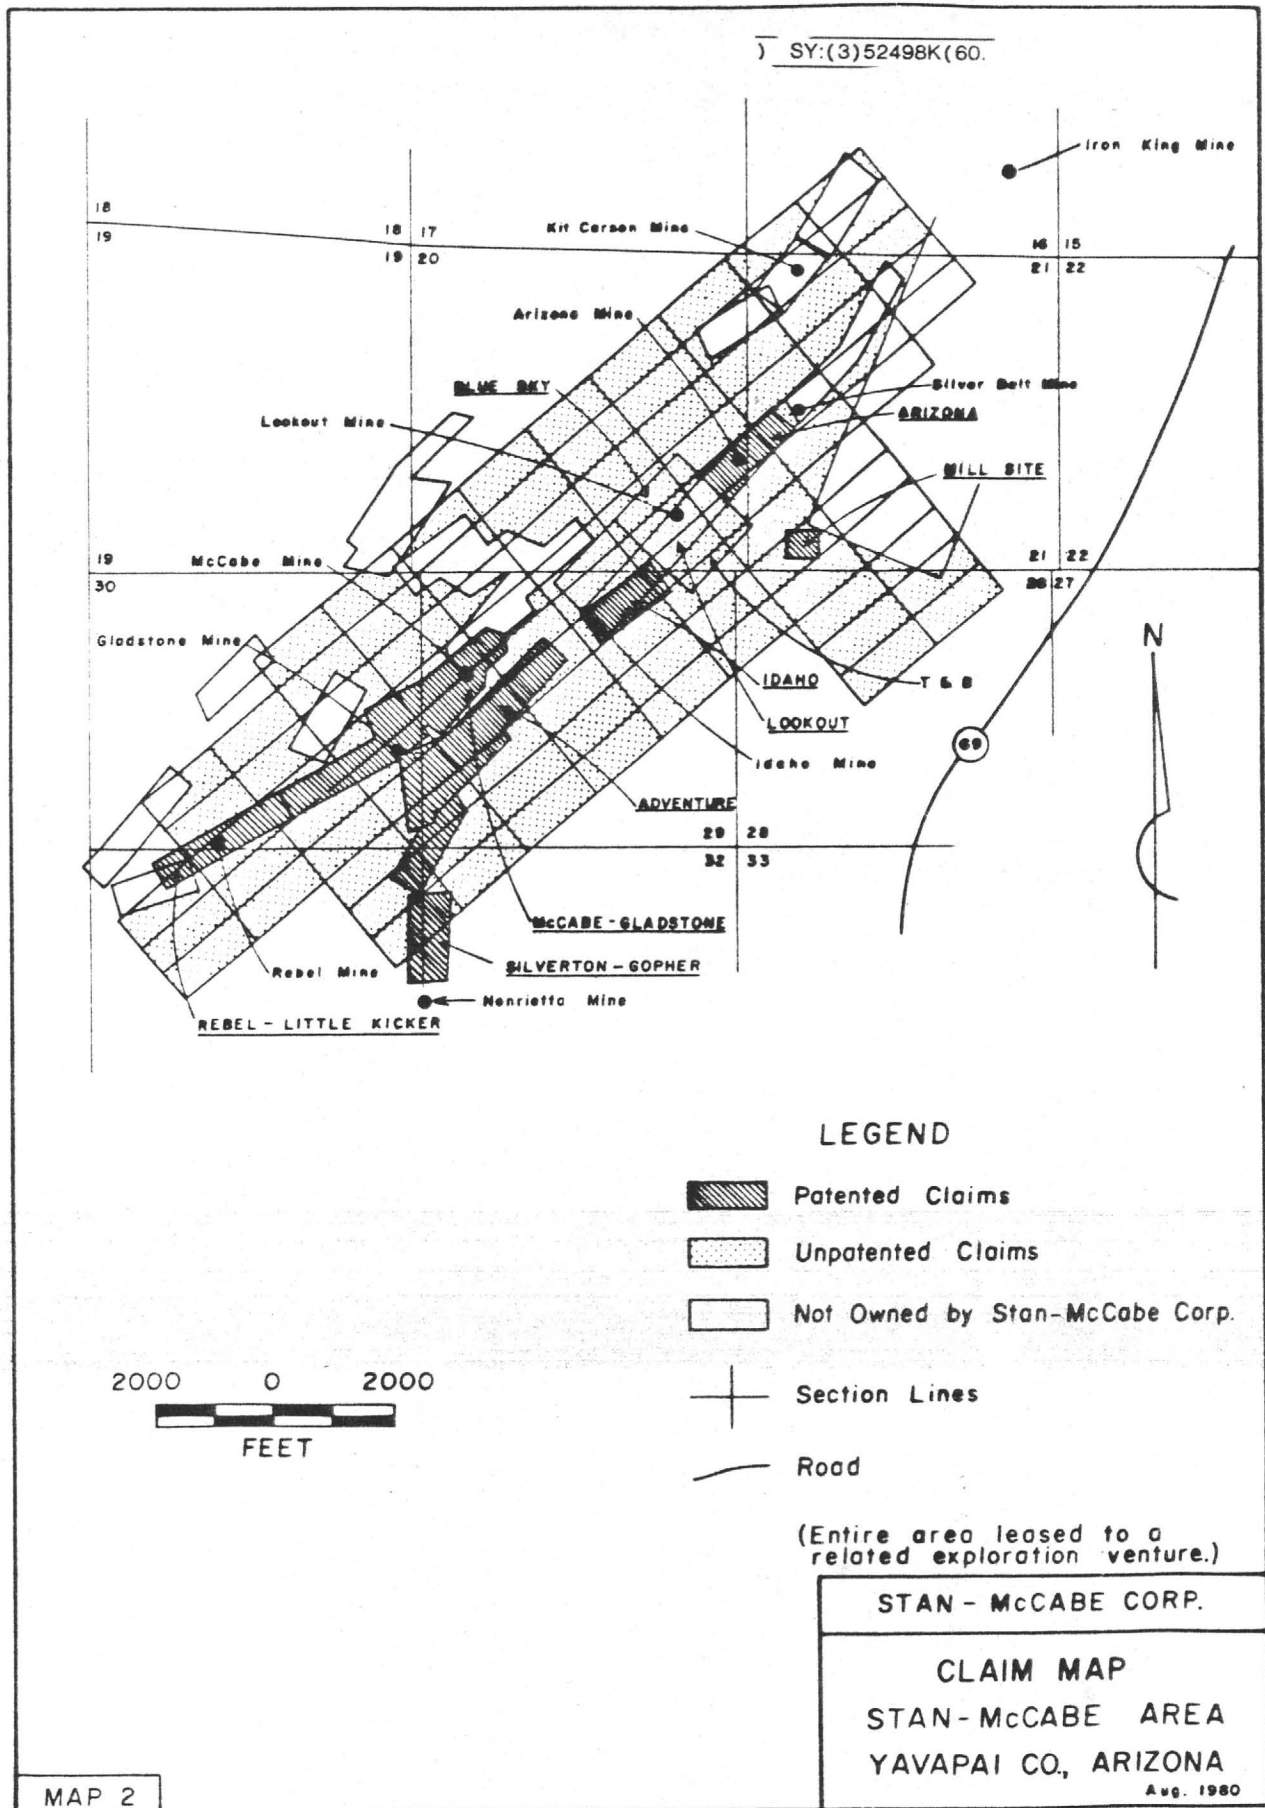 ) SY:(3)52498K(60.
Iron King Mine
18
19
18 17
19 20
Kit Carson Mine
16 15
21 22
Arizona Mine
BLUE SKY
Silver Belt Mine
ARIZONA
Lookout Mine
MILL SITE
19
30
McCabe Mine
21 22
28 27
Gladstone Mine
N
IDAHO
T & B
LOOKOUT
69
Idaho Mine
ADVENTURE
29 28
32 33
McCABE-GLADSTONE
SILVERTON-GOPHER
Rebel Mine
Henrietta Mine
REBEL-LITTLE KICKER
LEGEND
Patented Claims
Unpatented Claims
Not Owned by Stan-McCabe Corp.
2000 0 2000
FEET
Section Lines
Road
(Entire area leased to a
related exploration venture.)
STAN-McCABE CORP.
CLAIM MAP
STAN-McCABE AREA
YAVAPAI CO., ARIZONA
Aug. 1980
MAP 2